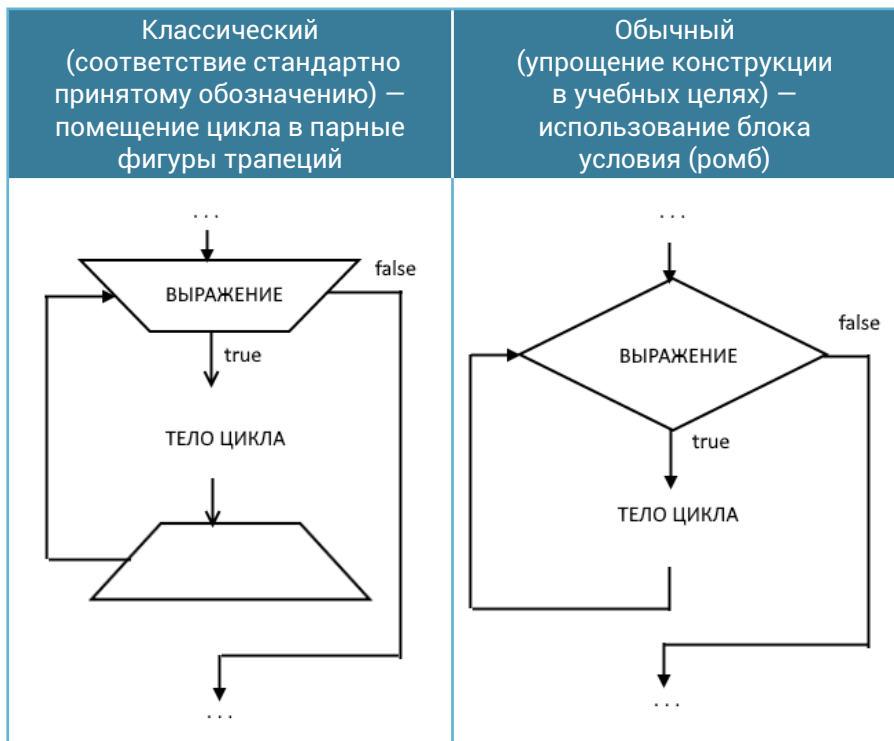 Классический
(соответствие стандартно
принятому обозначению) —
помещение цикла в парные
фигуры трапеций
Обычный
(упрощение конструкции
в учебных целях) —
использование блока
условия (ромб)
. . .
ВЫРАЖЕНИЕ
false
true
ТЕЛО ЦИКЛА
. . .
. . .
ВЫРАЖЕНИЕ
false
true
ТЕЛО ЦИКЛА
. . .